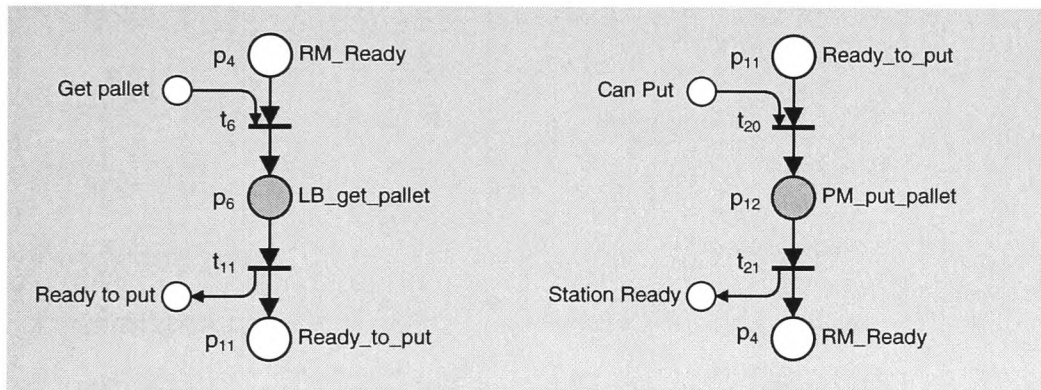 p4 RM_Ready
Get pallet
t6
p6 LB_get_pallet
t11
Ready to put
p11 Ready_to_put
p11 Ready_to_put
Can Put
t20
p12 PM_put_pallet
t21
Station Ready
p4 RM_Ready